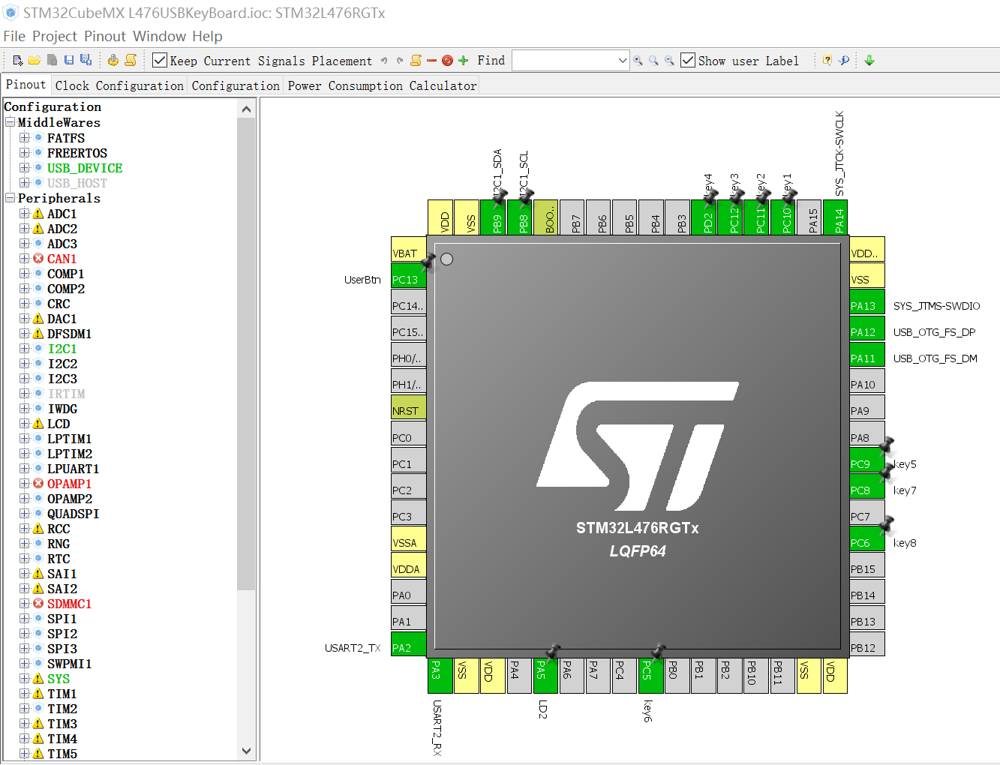 STM32CubeMX L476USBKeyBoard.ioc: STM32L476RGTx
File Project Pinout Window Help
Keep Current Signals Placement
Find
Show user Label
Pinout
Clock Configuration
Configuration
Power Consumption Calculator
Configuration
MiddleWares
FATFS
FREERTOS
USB_DEVICE
USB_HOST
Peripherals
ADC1
ADC2
ADC3
CAN1
COMP1
COMP2
CRC
DAC1
DFSDM1
I2C1
I2C2
I2C3
IRTIM
IWDG
LCD
LPTIM1
LPTIM2
LPUART1
OPAMP1
OPAMP2
QUADSPI
RCC
RNG
RTC
SAI1
SAI2
SDMMC1
SPI1
SPI2
SPI3
SWPMI1
SYS
TIM1
TIM2
TIM3
TIM4
TIM5
I2C1_SDA
I2C1_SCL
key4
key3
key2
key1
SYS_JTCK-SWCLK
VDD
VSS
PB9
PB8
BOO..
PB7
PB6
PB5
PB4
PB3
PD2
PC12
PC11
PC10
PA15
PA14
VBAT
UserBtn
PC13
PC14..
PC15..
PH0/..
PH1/..
NRST
PC0
PC1
PC2
PC3
VSSA
VDDA
PA0
PA1
USART2_TX
PA2
ST
STM32L476RGTx
LQFP64
VDD..
VSS
PA13
SYS_JTMS-SWDIO
PA12
USB_OTG_FS_DP
PA11
USB_OTG_FS_DM
PA10
PA9
PA8
PC9
key5
PC8
key7
PC7
PC6
key8
PB15
PB14
PB13
PB12
PA3
VSS
VDD
PA4
PA5
PA6
PA7
PC4
PC5
PB0
PB1
PB2
PB10
PB11
VSS
VDD
USART2_RX
LD2
key6